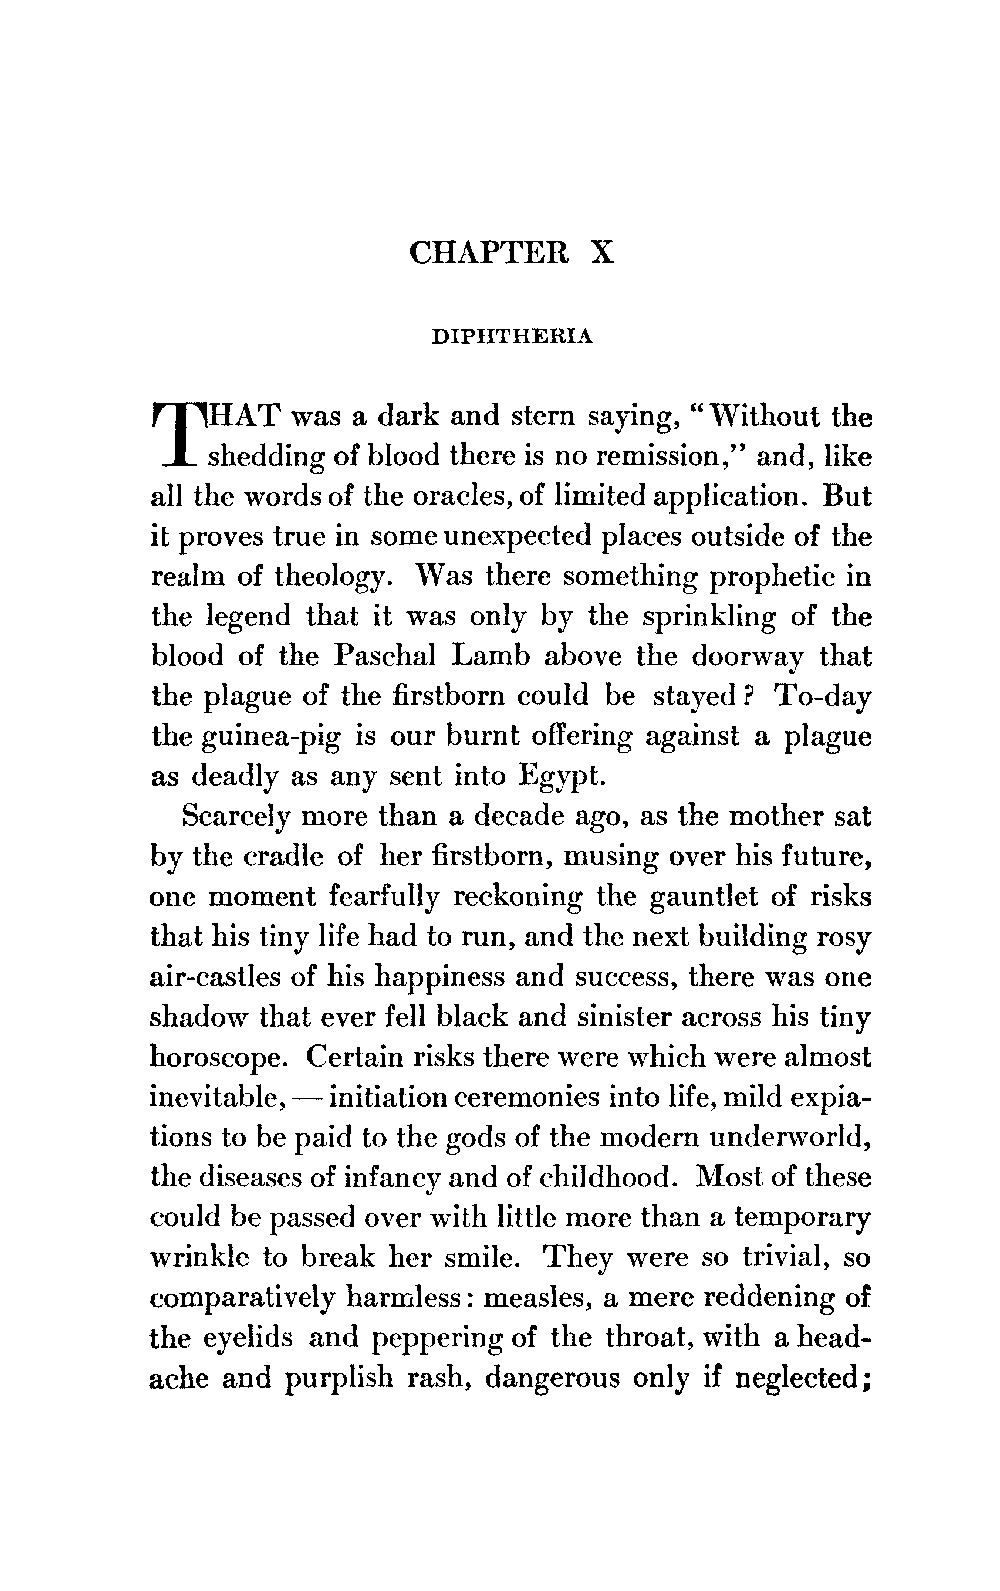 CHAPTER X
DIPHTHERIA
THAT was a dark and stern saying, “Without the
shedding of blood there is no remission,” and, like
all the words of the oracles, of limited application. But
it proves true in some unexpected places outside of the
realm of theology. Was there something prophetic in
the legend that it was only by the sprinkling of the
blood of the Paschal Lamb above the doorway that
the plague of the firstborn could be stayed? To-day
the guinea-pig is our burnt offering against a plague
as deadly as any sent into Egypt.
Scarcely more than a decade ago, as the mother sat
by the cradle of her firstborn, musing over his future,
one moment fearfully reckoning the gauntlet of risks
that his tiny life had to run, and the next building rosy
air-castles of his happiness and success, there was one
shadow that ever fell black and sinister across his tiny
horoscope. Certain risks there were which were almost
inevitable, — initiation ceremonies into life, mild expia-
tions to be paid to the gods of the modern underworld,
the diseases of infancy and of childhood. Most of these
could be passed over with little more than a temporary
wrinkle to break her smile. They were so trivial, so
comparatively harmless: measles, a mere reddening of
the eyelids and peppering of the throat, with a head-
ache and purplish rash, dangerous only if neglected;